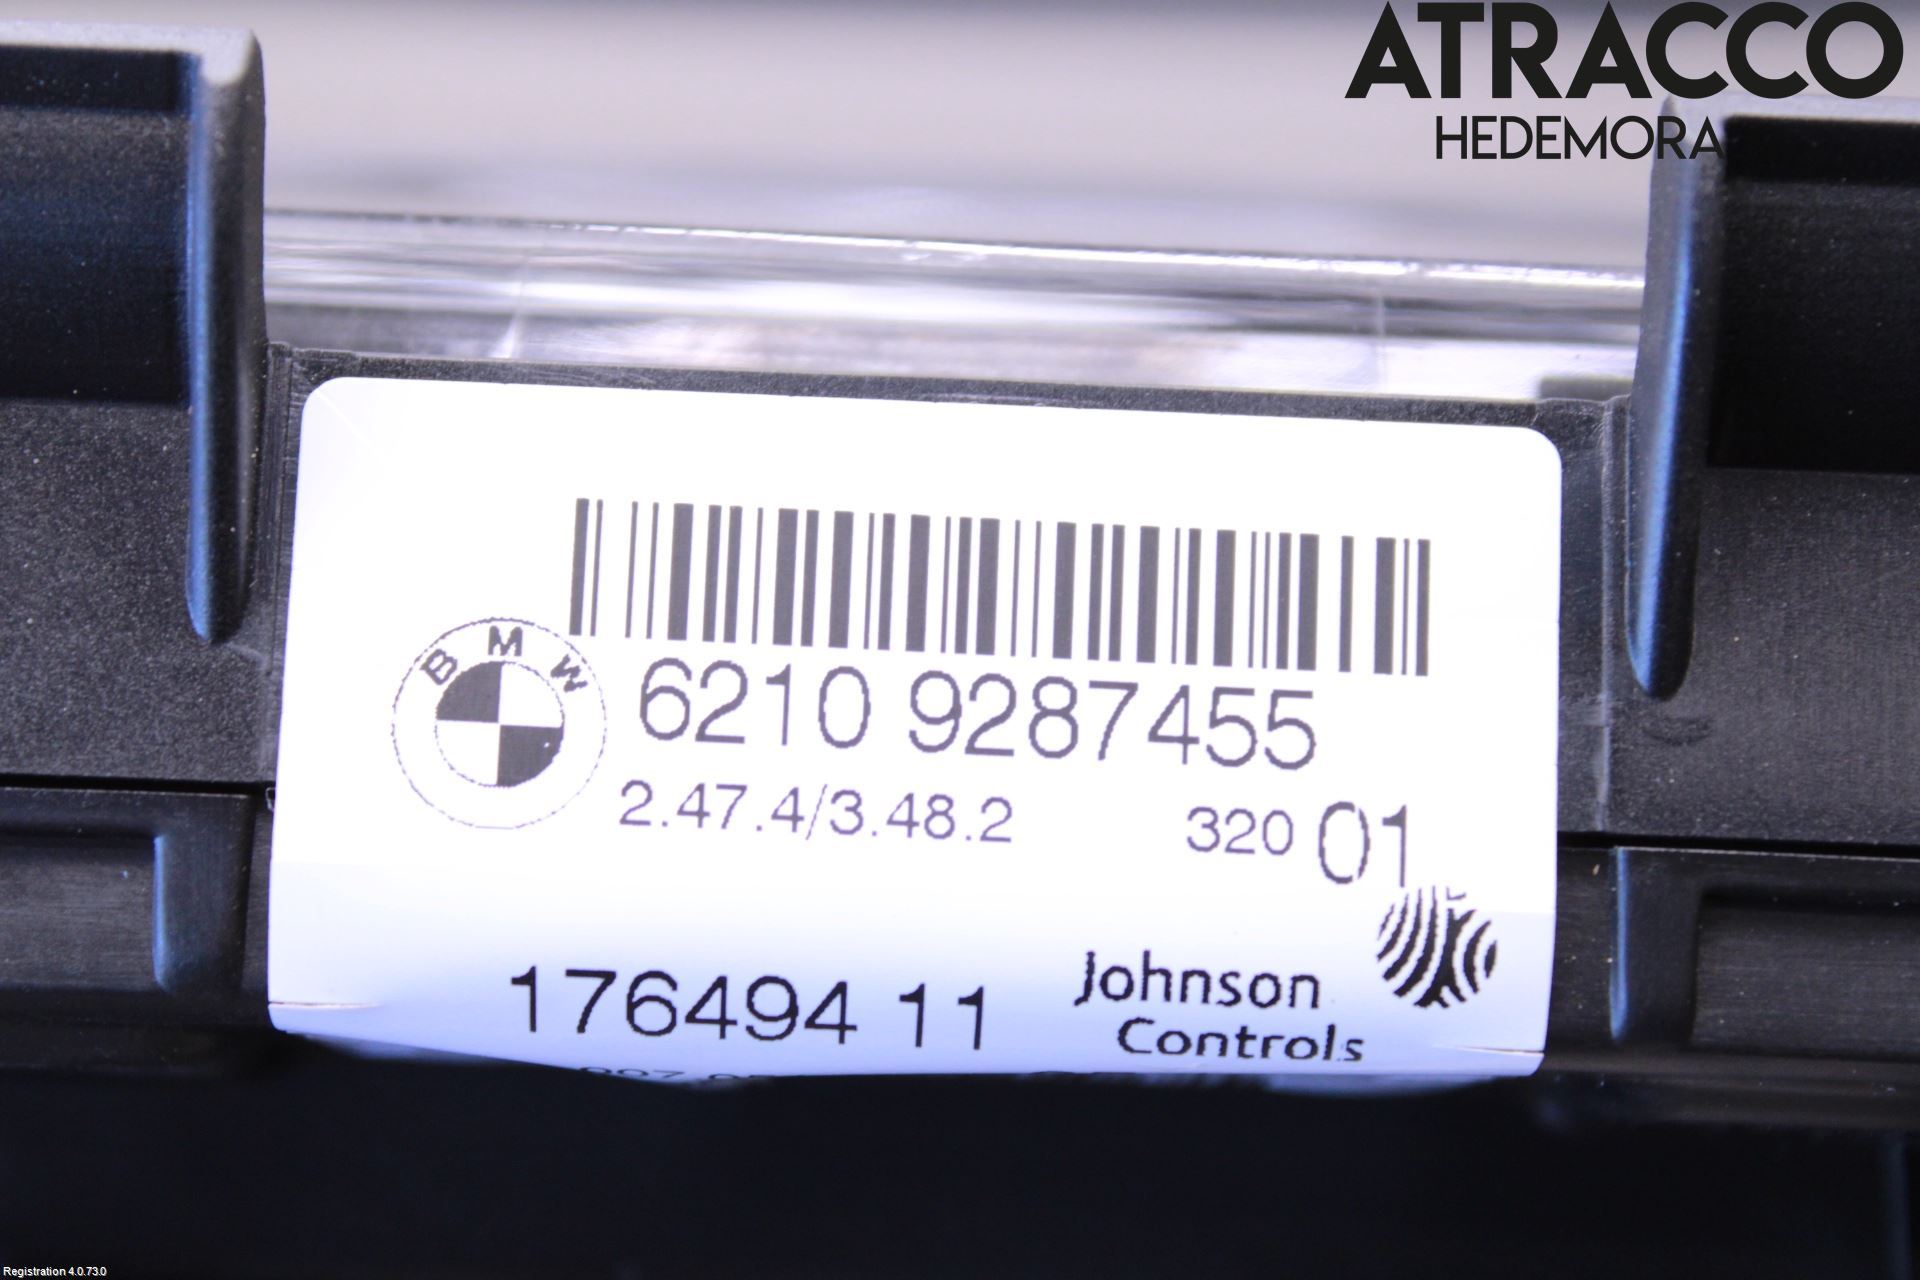 ATRACCO
HEDEMORA
BMW
6210 9287455
2.47.4/3.48.2 320 01
176494 11
Johnson
Controls
Registration 4.0.73.0